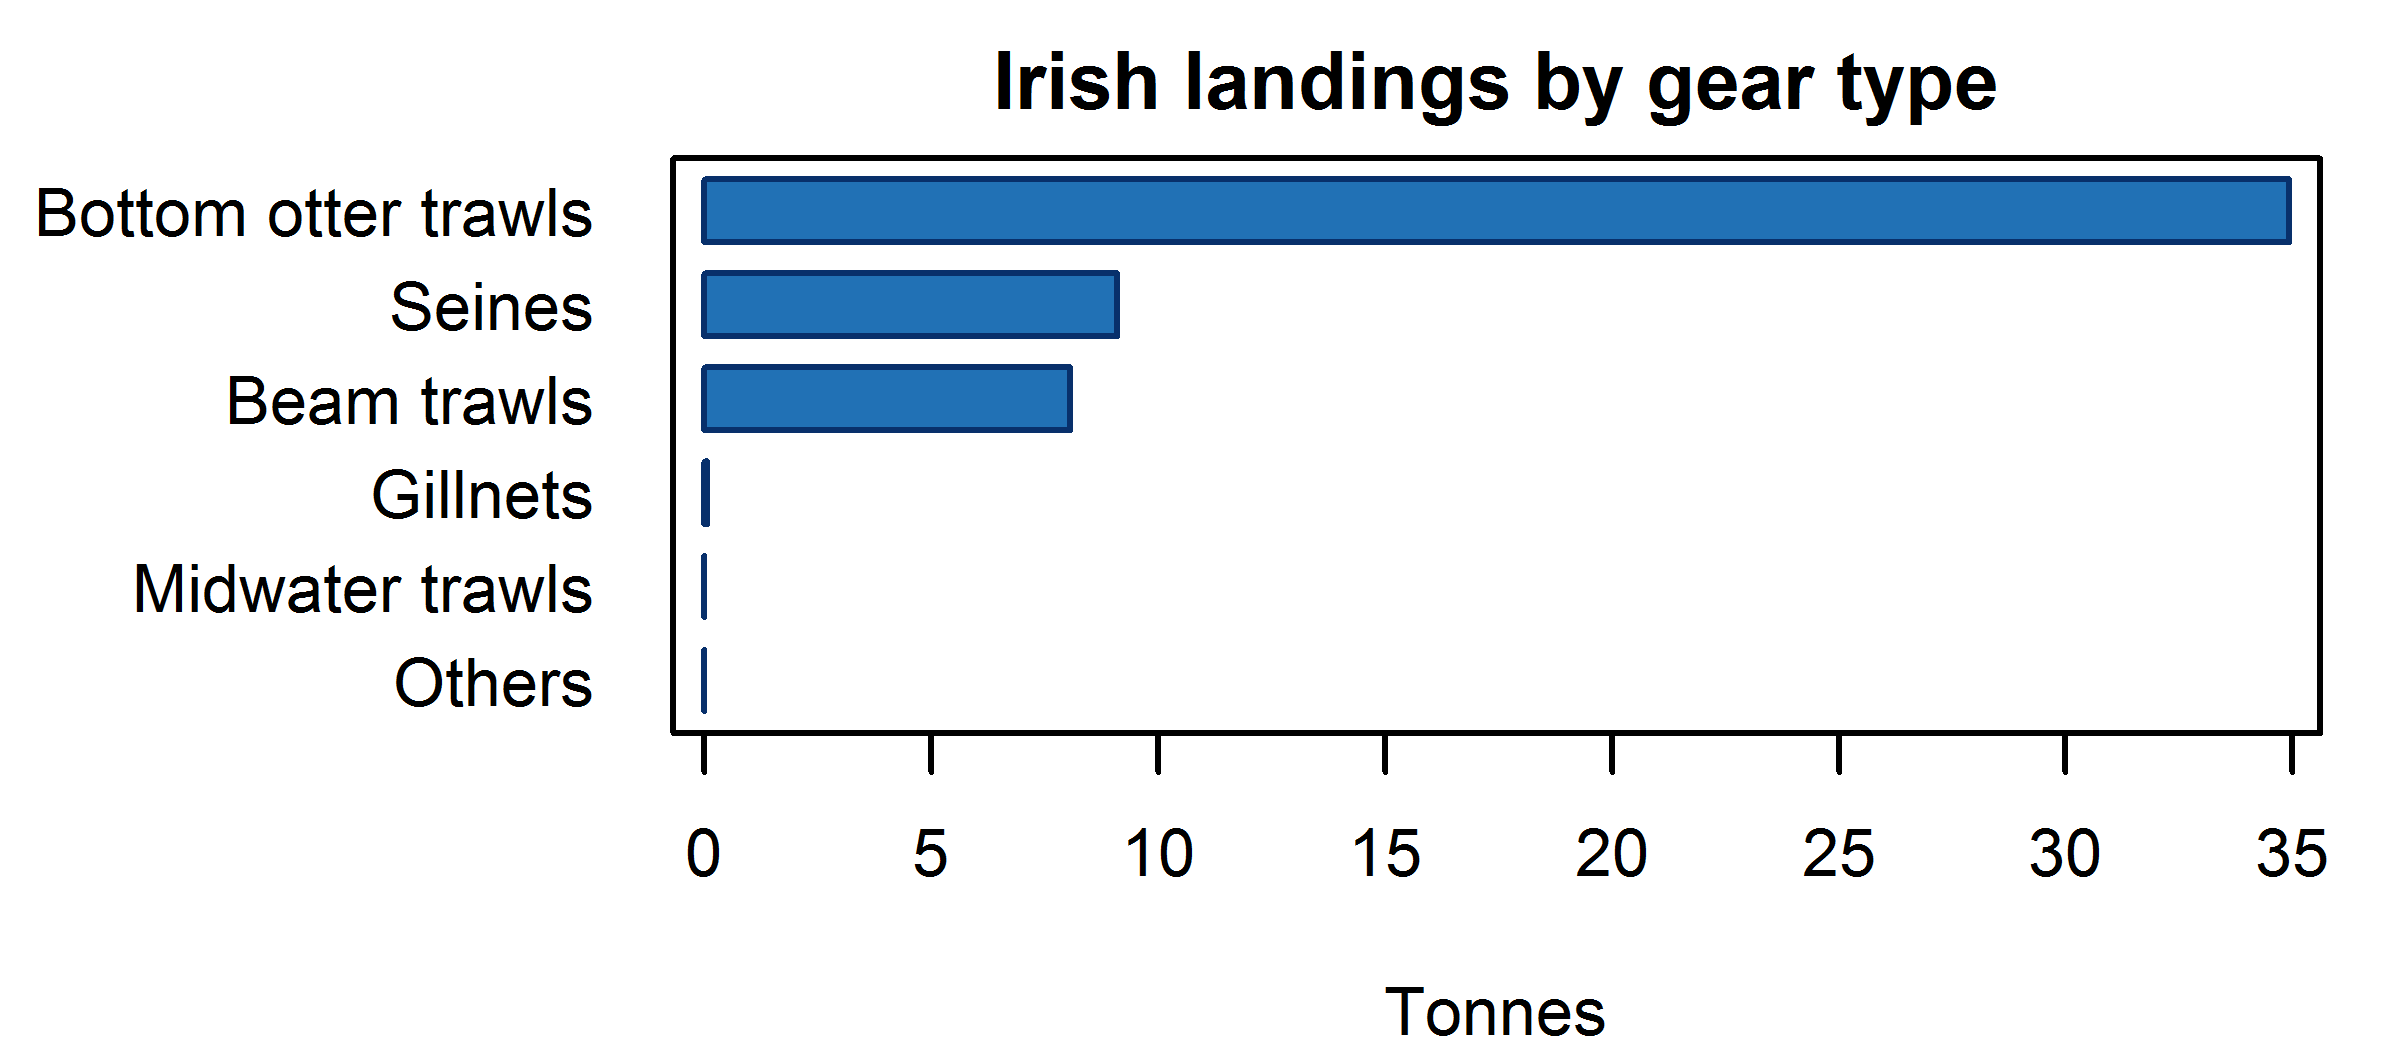 Irish landings by gear type
Bottom otter trawls
Seines
Beam trawls
Gillnets
Midwater trawls
Others
0 5 10 15 20 25 30 35
Tonnes